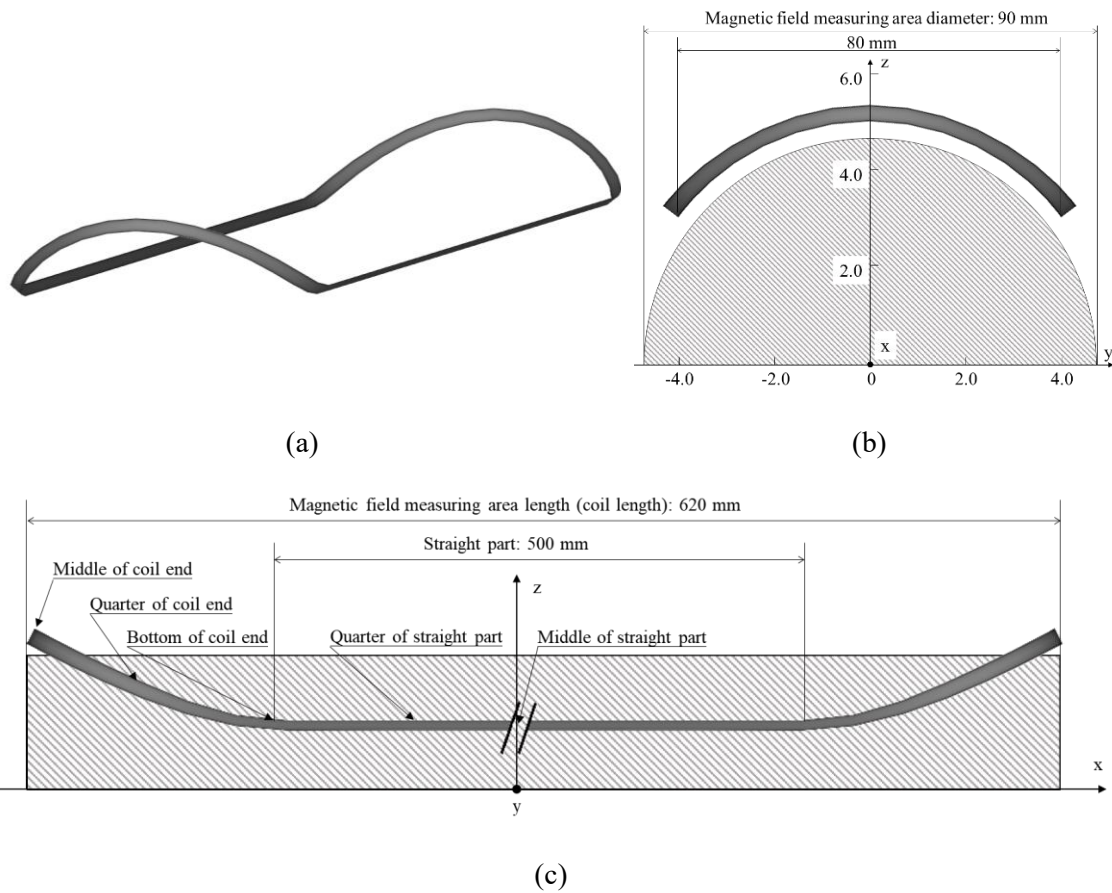 Magnetic field measuring area diameter: 90 mm
80 mm
z
6.0
4.0
2.0
x
y
-4.0
-2.0
0
2.0
4.0
(a)
(b)
Magnetic field measuring area length (coil length): 620 mm
Straight part: 500 mm
Middle of coil end
z
Quarter of coil end
Bottom of coil end
Quarter of straight part
Middle of straight part
x
y
(c)